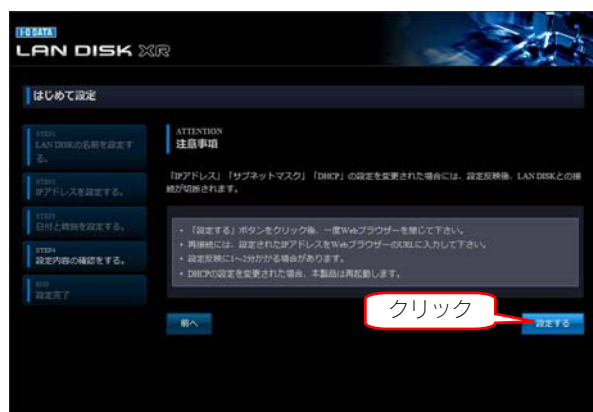 I-O DATA
LAN DISK XR
はじめて設定
STEP1
LAN DISKの名前を設定す
る。
STEP2
IPアドレスを設定する。
STEP3
日付と時刻を設定する。
STEP4
設定内容の確認をする。
END
設定完了
ATTENTION
注意事項
「IPアドレス」「サブネットマスク」「DHCP」の設定を変更された場合には、設定反映後、LAN DISKとの接
続が切断されます。
・「設定する」ボタンをクリック後、一度Webブラウザーを閉じて下さい。
・再接続には、設定されたIPアドレスをWebブラウザーのURLに入力して下さい。
・設定反映に1～2分かかる場合があります。
・DHCPの設定を変更された場合、本製品は再起動します。
前へ
クリック
設定する